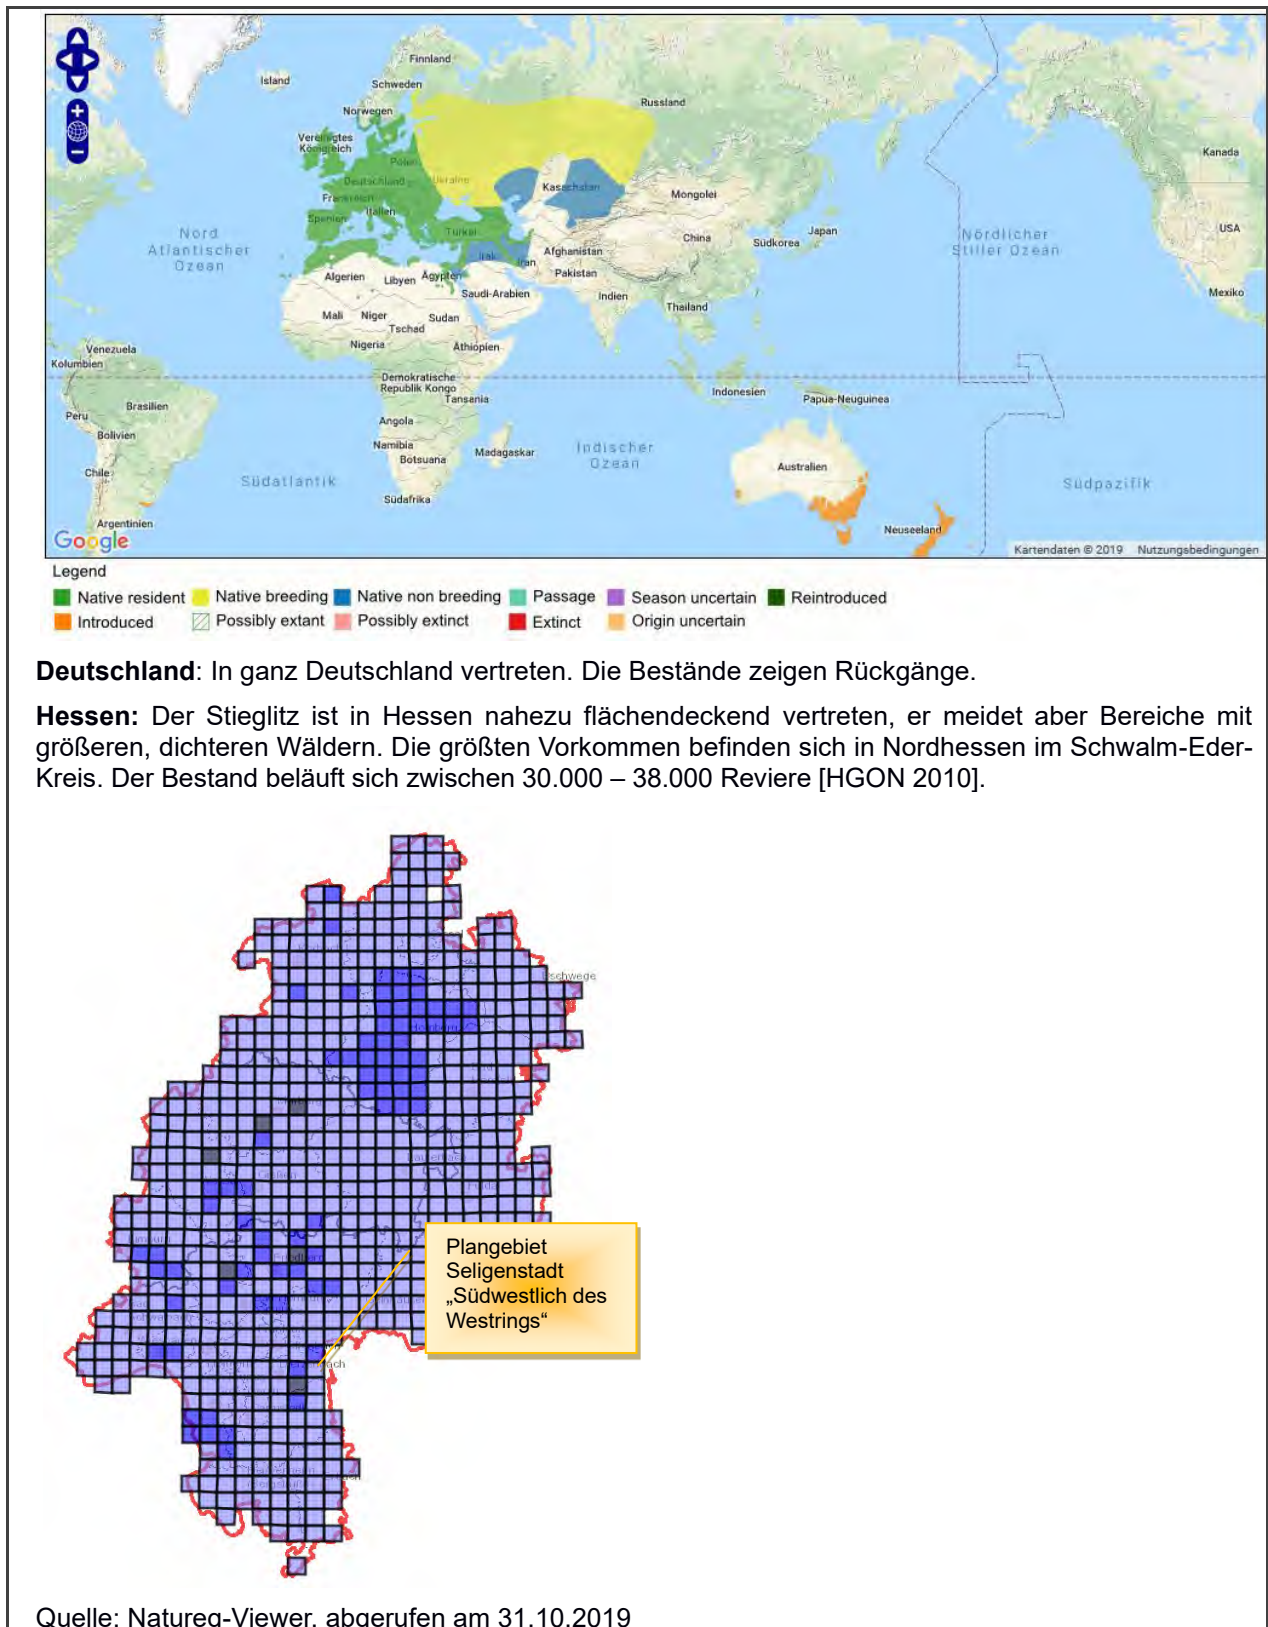 Finnland
Island
Schweden
Russland
Norwegen
Vereinigtes
Königreich
Kanada
Polen
Deutschland
Ukraine
Kasachstan
Mongolei
Frankreich
Italien
Spanien
USA
Nord
Atlantischer
Ozean
Türkei
China
Südkorea
Japan
Nördlicher
Stiller Ozean
Irak
Iran
Afghanistan
Pakistan
Algerien
Libyen
Ägypten
Saudi-Arabien
Indien
Thailand
Mexiko
Mali
Niger
Sudan
Tschad
Nigeria
Äthiopien
Venezuela
Kolumbien
Demokratische
Republik Kongo
Tansania
Indonesien
Papua-Neuguinea
Brasilien
Peru
Bolivien
Angola
Namibia
Botsuana
Madagaskar
Indischer
Ozean
Australien
Chile
Südatlantik
Südpazifik
Südafrika
Argentinien
Neuseeland
Google
Kartendaten © 2019 Nutzungsbedingungen
Legend
Native resident Native breeding Native non breeding Passage Season uncertain Reintroduced
Introduced Possibly extant Possibly extinct Extinct Origin uncertain
Deutschland: In ganz Deutschland vertreten. Die Bestände zeigen Rückgänge.
Hessen: Der Stieglitz ist in Hessen nahezu flächendeckend vertreten, er meidet aber Bereiche mit
größeren, dichteren Wäldern. Die größten Vorkommen befinden sich in Nordhessen im Schwalm-Eder-
Kreis. Der Bestand beläuft sich zwischen 30.000 – 38.000 Reviere [HGON 2010].
Homberg
Lauterbach
Gießen
Fulda
Limburg
Friedberg
Plangebiet
Seligenstadt
„Südwestlich des
Westrings“
Quelle: Natureg-Viewer, abgerufen am 31.10.2019